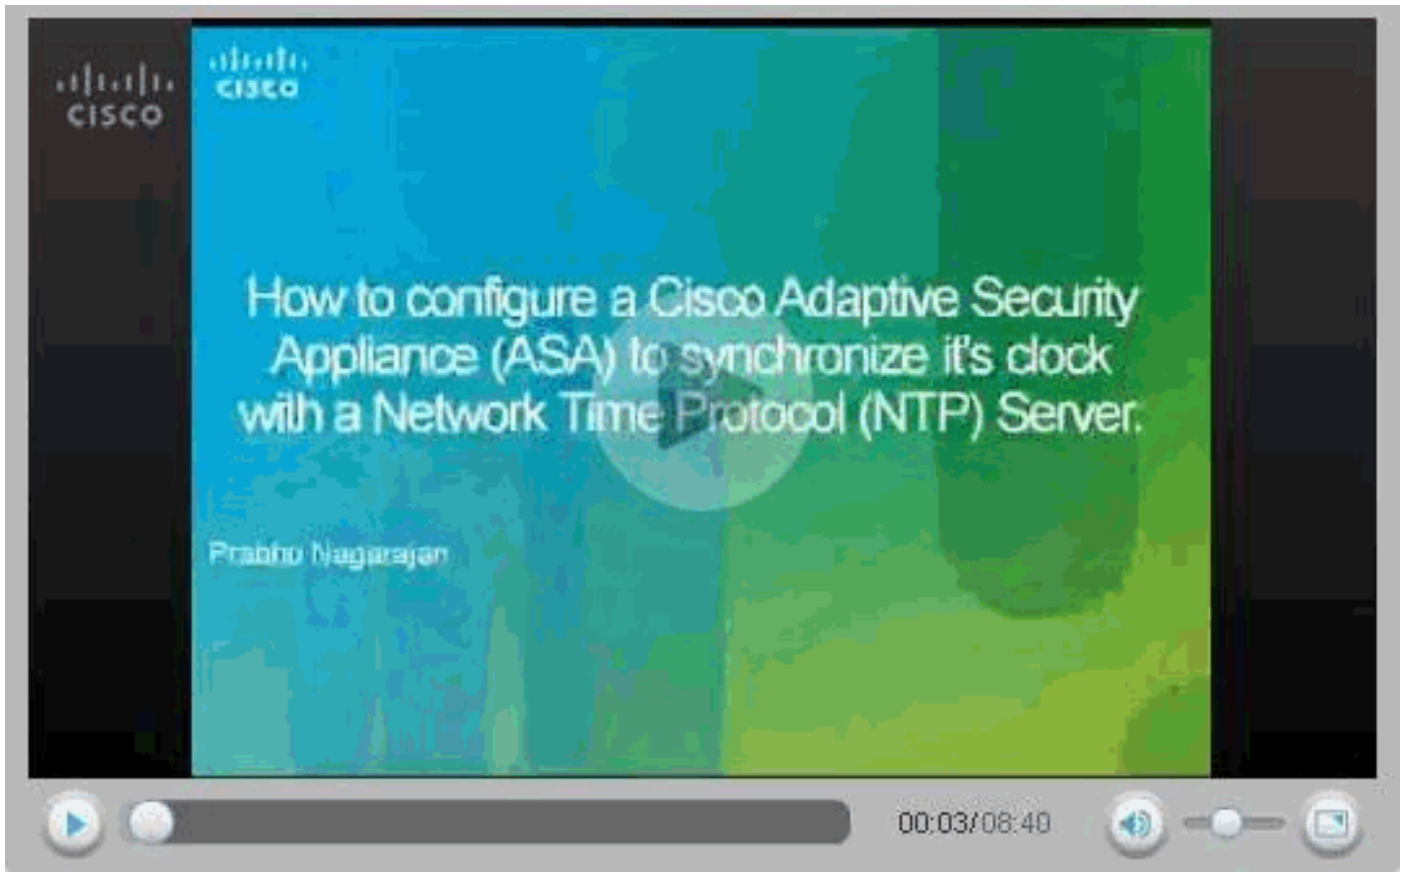 CISCO
CISCO
How to configure a Cisco Adaptive Security
Appliance (ASA) to synchronize it's clock
with a Network Time Protocol (NTP) Server.
Prabhu Nagarajan
00:03/08:40